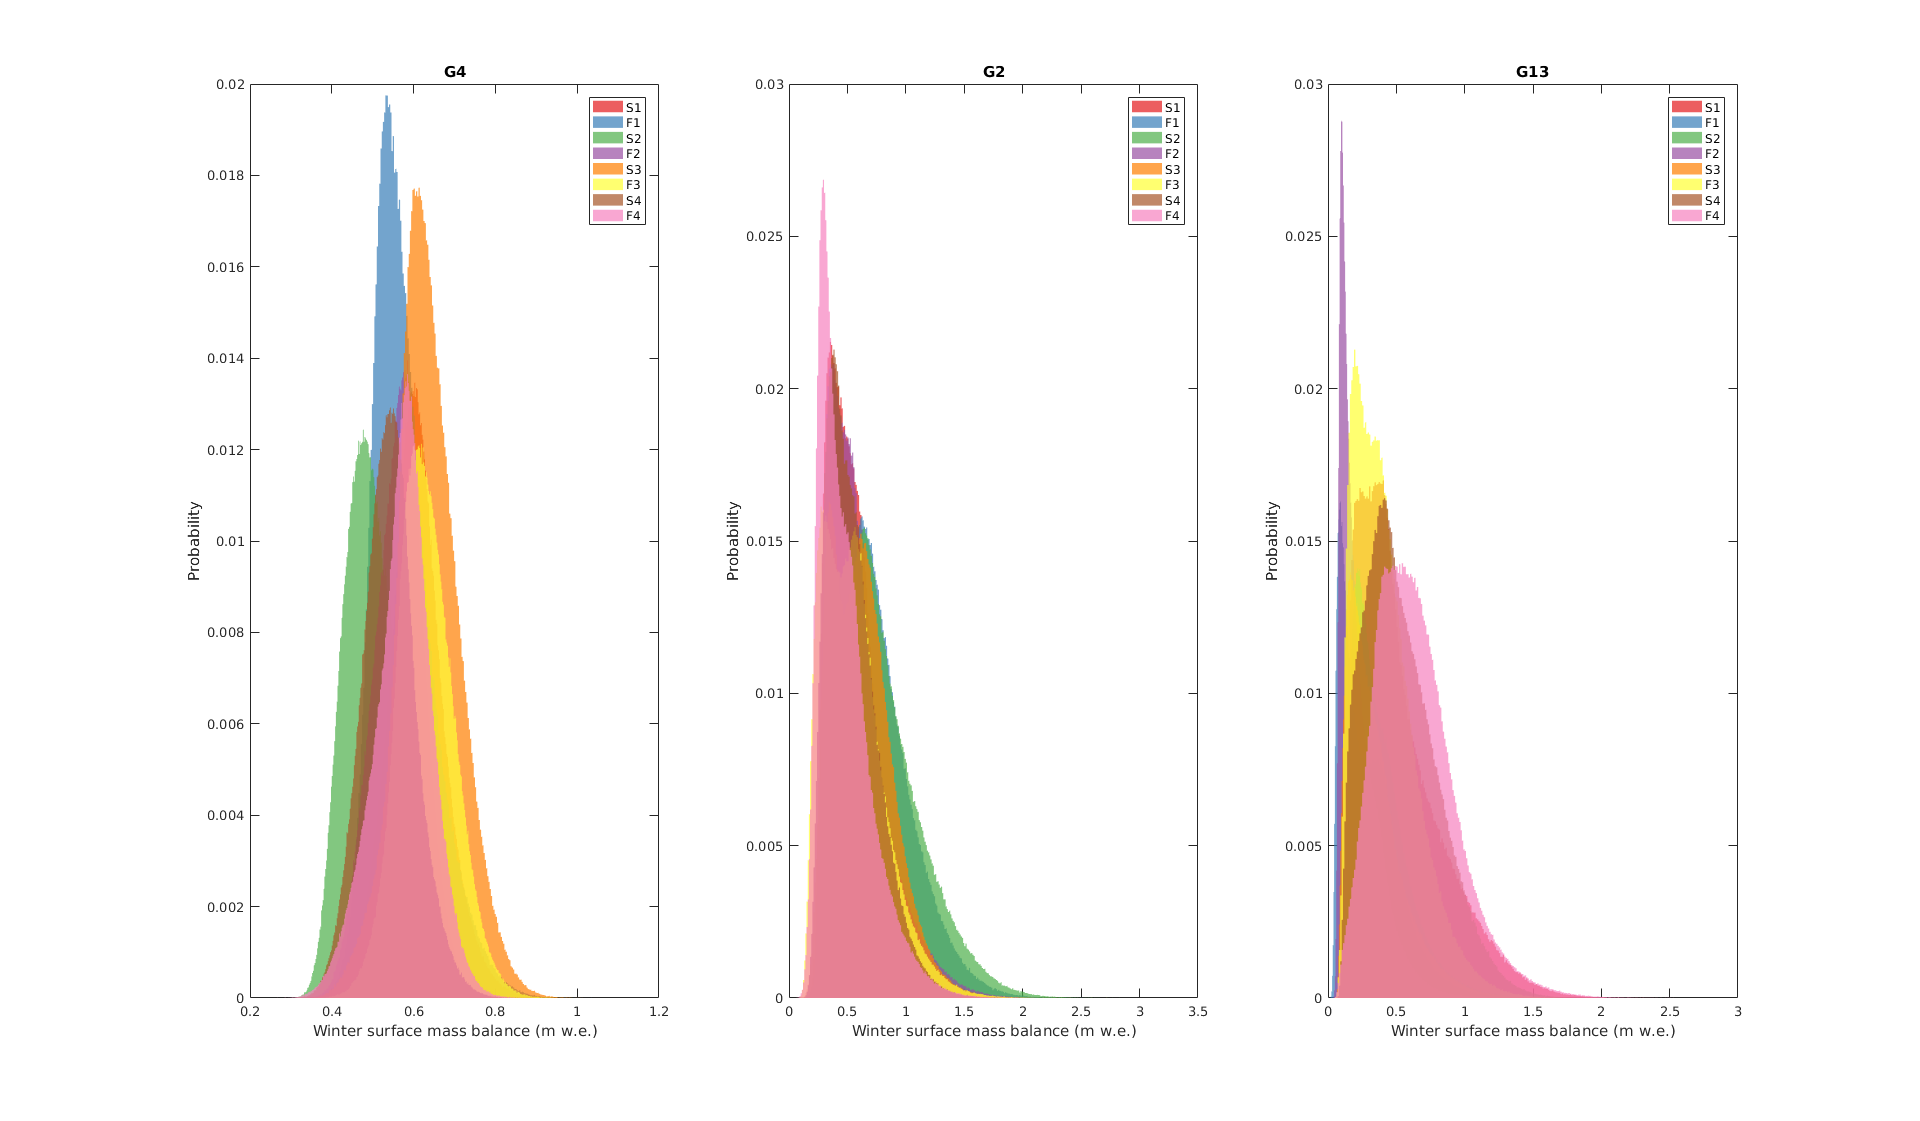 G4
0.02
0.018
0.016
0.014
0.012
0.01
0.008
0.006
0.004
0.002
0
Probability
0.2
0.4
0.6
0.8
1
1.2
Winter surface mass balance (m w.e.)
S1
F1
S2
F2
S3
F3
S4
F4
G2
0.03
0.025
0.02
0.015
0.01
0.005
0
Probability
0
0.5
1
1.5
2
2.5
3
3.5
Winter surface mass balance (m w.e.)
S1
F1
S2
F2
S3
F3
S4
F4
G13
0.03
0.025
0.02
0.015
0.01
0.005
0
Probability
0
0.5
1
1.5
2
2.5
3
Winter surface mass balance (m w.e.)
S1
F1
S2
F2
S3
F3
S4
F4